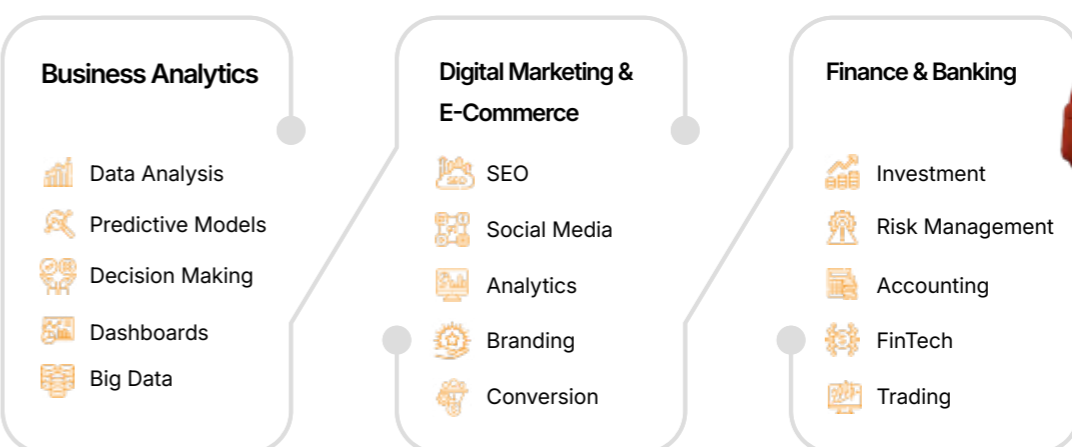 Business Analytics
Data Analysis
Predictive Models
Decision Making
Dashboards
Big Data
Digital Marketing &
E-Commerce
SEO
SEO
Social Media
Analytics
Branding
Conversion
Finance & Banking
Investment
Risk Management
Accounting
FinTech
Trading